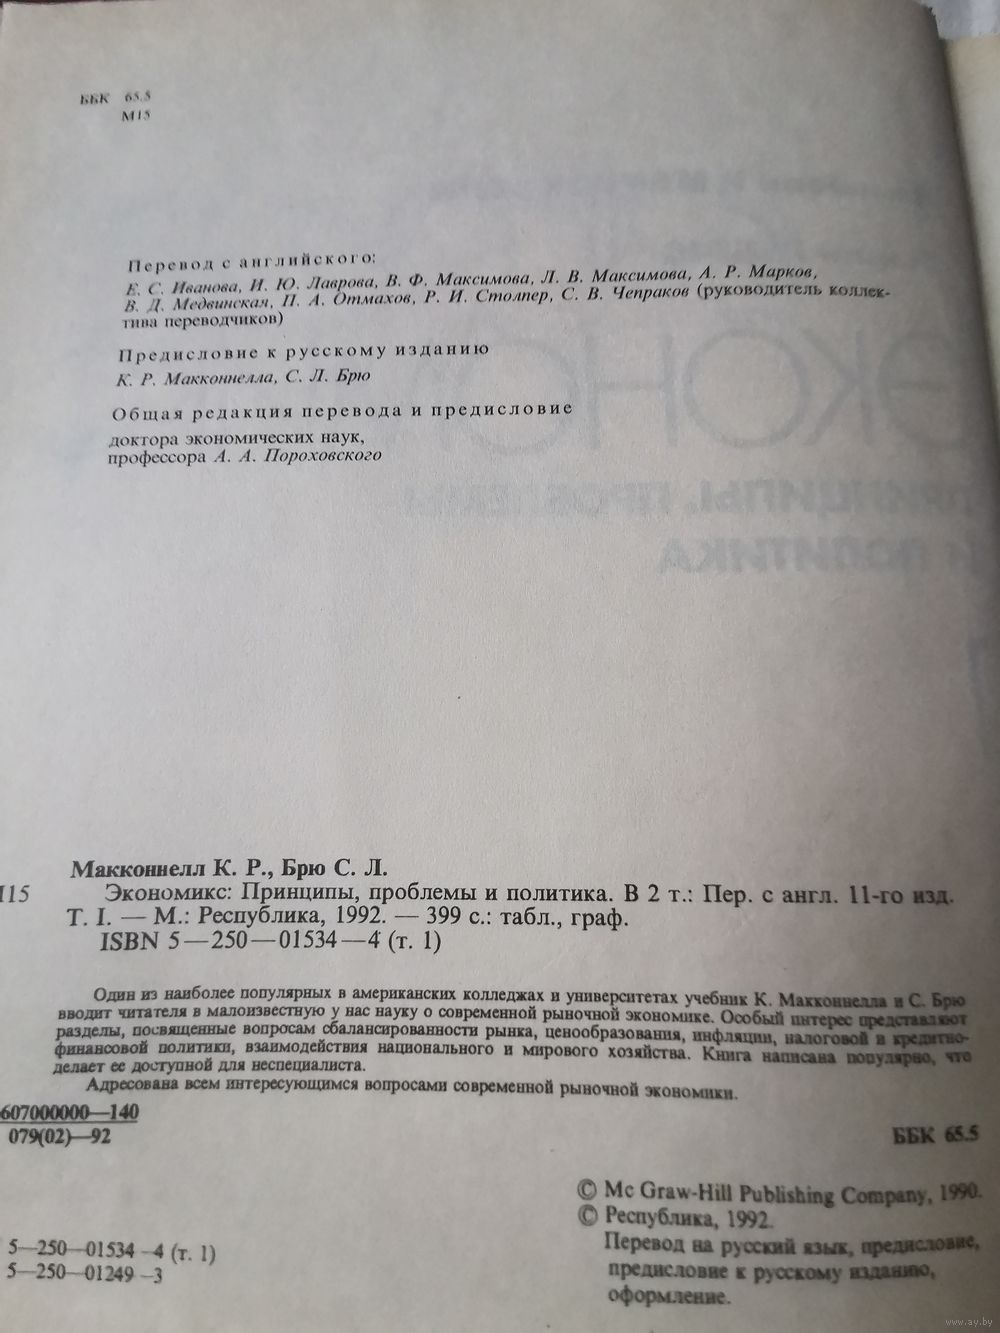 ББК 65.5
М15
Перевод с английского:
Е. С. Иванова, И. Ю. Лаврова, В. Ф. Максимова, Л. В. Максимова, А. Р. Марков,
В. Д. Медвинская, П. А. Отмахов, Р. И. Столпер, С. В. Чепраков (руководитель коллек-
тива переводчиков)
Предисловие к русскому изданию
К. Р. Макконнелла, С. Л. Брю
Общая редакция перевода и предисловие
доктора экономических наук,
профессора А. А. Пороховского
Макконнелл К. Р., Брю С. Л.
М15 Экономикс: Принципы, проблемы и политика. В 2 т.: Пер. с англ. 11-го изд.
Т. I. — М.: Республика, 1992. — 399 с.: табл., граф.
ISBN 5—250—01534—4 (т. 1)
Один из наиболее популярных в американских колледжах и университетах учебник К. Макконнелла и С. Брю
вводит читателя в малоизвестную у нас науку о современной рыночной экономике. Особый интерес представляют
разделы, посвященные вопросам сбалансированности рынка, ценообразования, инфляции, налоговой и кредитно-
финансовой политики, взаимодействия национального и мирового хозяйства. Книга написана популярно, что
делает ее доступной для неспециалиста.
Адресована всем интересующимся вопросами современной рыночной экономики.
607000000—140
079(02)—92
ББК 65.5
© Mc Graw-Hill Publishing Company, 1990.
© Республика, 1992.
Перевод на русский язык, предисловие,
предисловие к русскому изданию,
оформление.
5—250—01534—4 (т. 1)
5—250—01249—3
www.ay.by